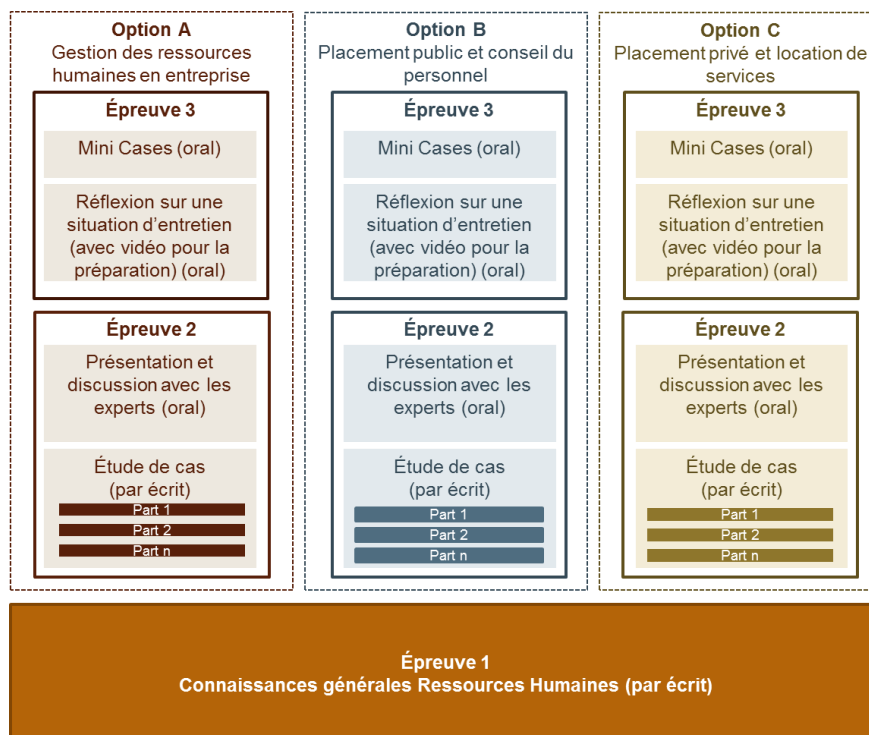 Option A
Gestion des ressources
humaines en entreprise
Épreuve 3
Mini Cases (oral)
Réflexion sur une
situation d'entretien
(avec vidéo pour la
préparation) (oral)
Épreuve 2
Présentation et
discussion avec les
experts (oral)
Étude de cas
(par écrit)
Part 1
Part 2
Part n
Option B
Placement public et conseil du
personnel
Épreuve 3
Mini Cases (oral)
Réflexion sur une
situation d'entretien
(avec vidéo pour la
préparation) (oral)
Épreuve 2
Présentation et
discussion avec les
experts (oral)
Étude de cas
(par écrit)
Part 1
Part 2
Part n
Option C
Placement privé et location de
services
Épreuve 3
Mini Cases (oral)
Réflexion sur une
situation d'entretien
(avec vidéo pour la
préparation) (oral)
Épreuve 2
Présentation et
discussion avec les
experts (oral)
Étude de cas
(par écrit)
Part 1
Part 2
Part n
Épreuve 1
Connaissances générales Ressources Humaines (par écrit)